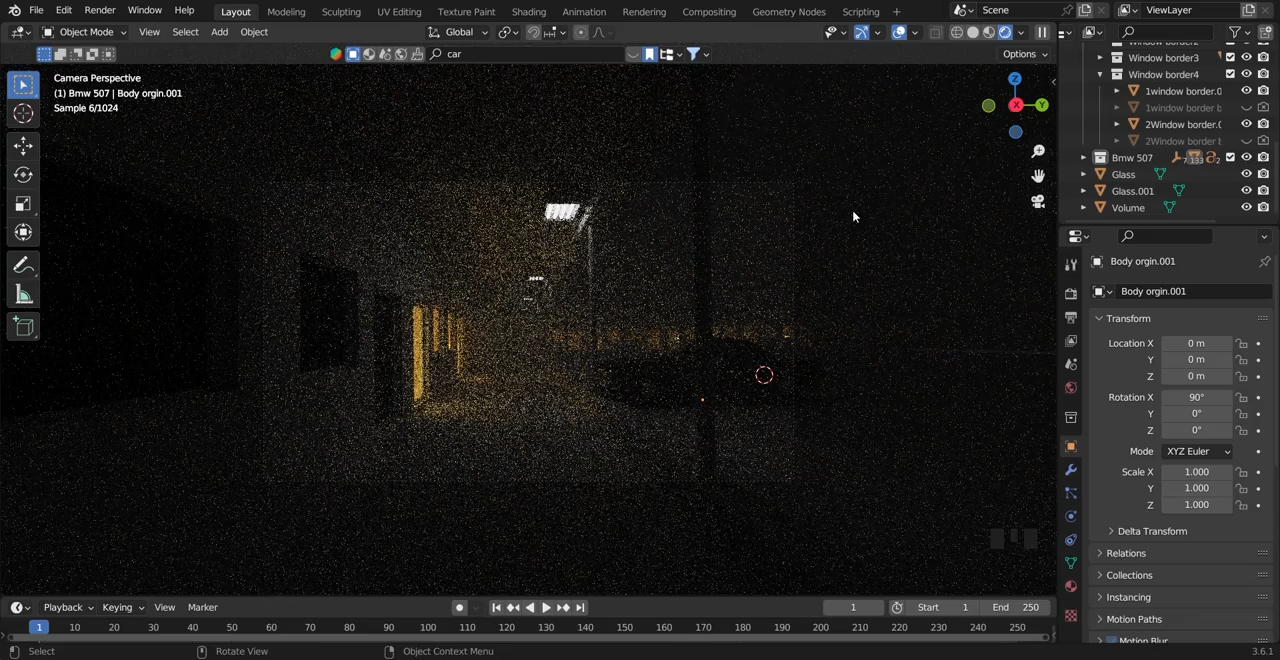 File Edit Render Window Help Layout Modeling Sculpting UV Editing Texture Paint Shading Animation Rendering Compositing Geometry Nodes Scripting + Scene ViewLayer
Object Mode View Select Add Object Global
car Options
Camera Perspective
(1) Bmw 507 | Body orgin.001
Sample 6/1024
Z
X
Y
Window border3
Window border4
1window border.0
1window border b
2Window border.0
2Window border b
Bmw 507 7 133 2
Glass
Glass.001
Volume
Body orgin.001
Body orgin.001
Transform
Location X 0 m
Y 0 m
Z 0 m
Rotation X 90°
Y 0°
Z 0°
Mode XYZ Euler
Scale X 1.000
Y 1.000
Z 1.000
Delta Transform
Relations
Collections
Instancing
Motion Paths
Motion Blur
Playback Keying View Marker 1 Start 1 End 250
1 10 20 30 40 50 60 70 80 90 100 110 120 130 140 150 160 170 180 190 200 210 220 230 240 250
Select Rotate View Object Context Menu 3.6.1